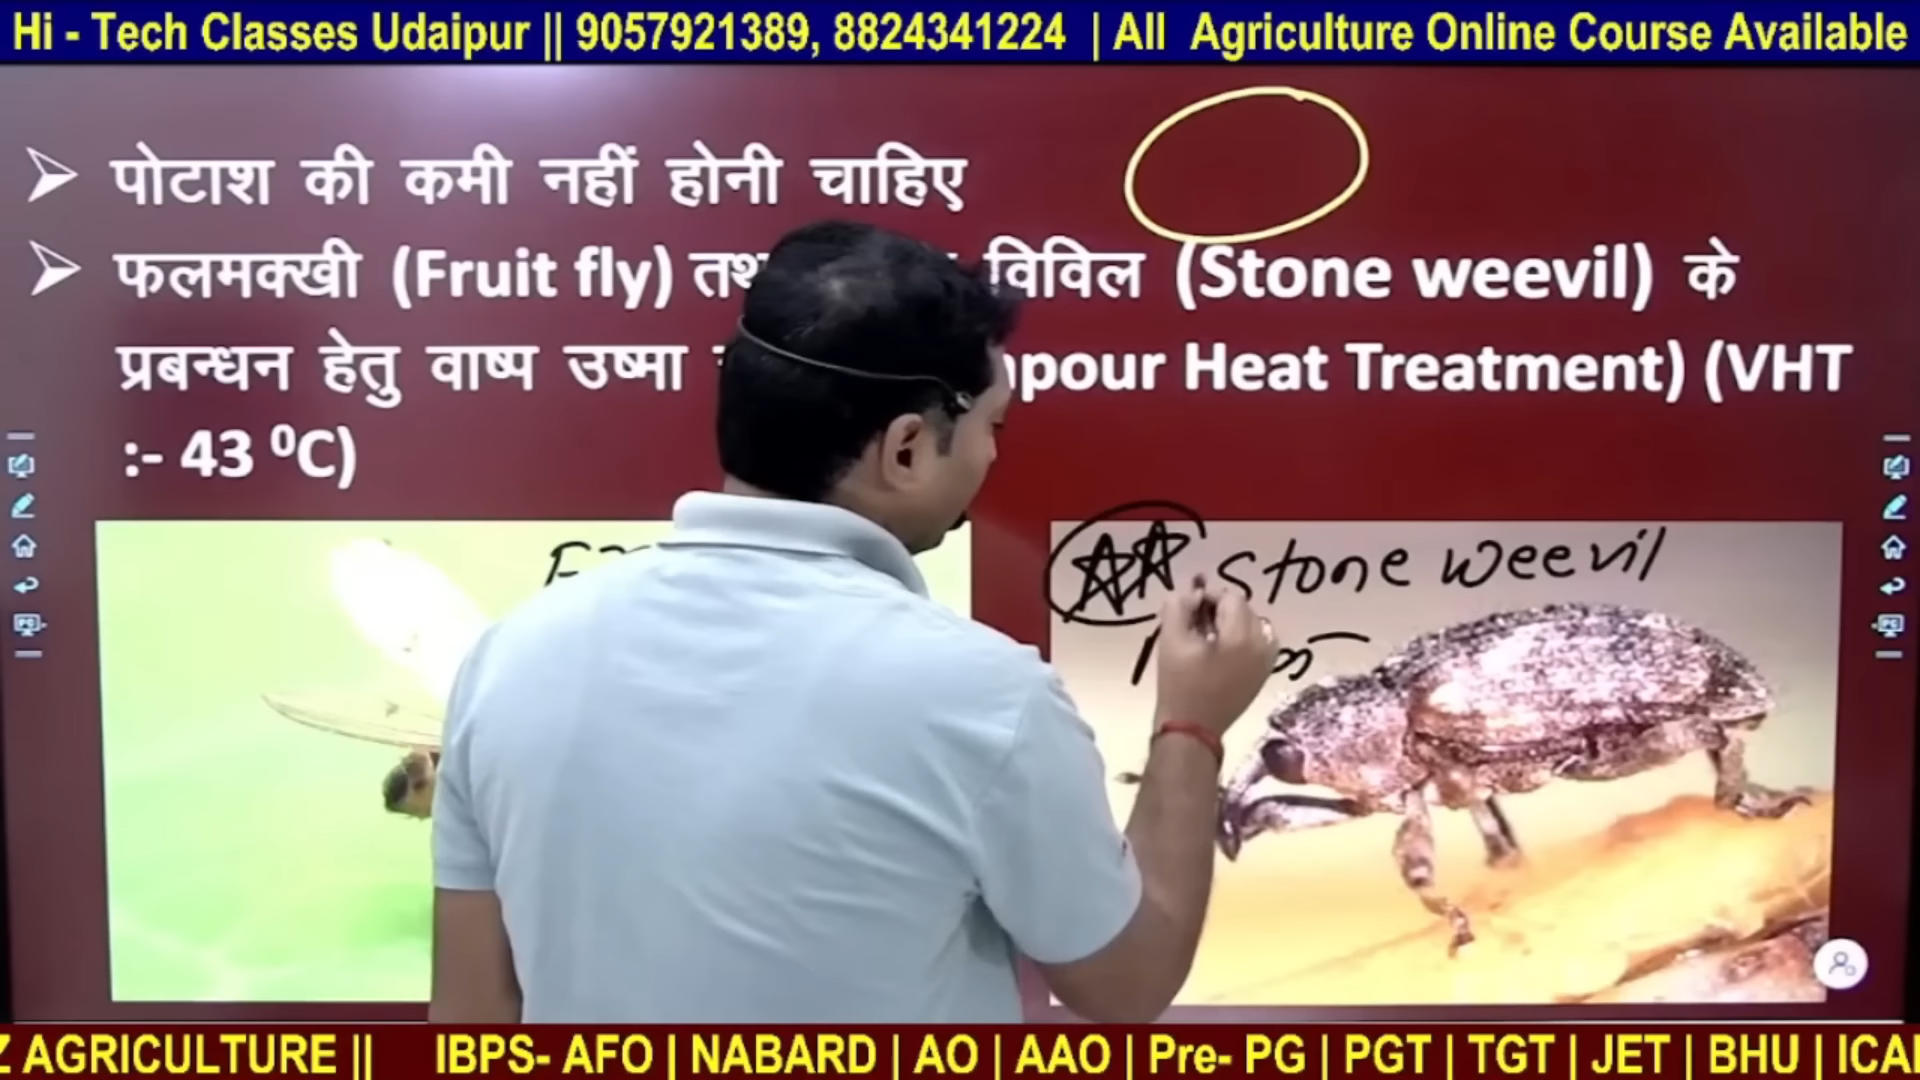 Hi - Tech Classes Udaipur || 9057921389, 8824341224 | All Agriculture Online Course Available
पोटाश की कमी नहीं होनी चाहिए
फलमक्खी (Fruit fly) विविल (Stone weevil) के
प्रबन्धन हेतु वाष्प उष्मा Heat Treatment) (VHT
:- 43 ⁰C)
Stone weevil
AGRICULTURE || IBPS- AFO | NABARD | AO | AAO | Pre- PG | PGT | TGT | JET | BHU |